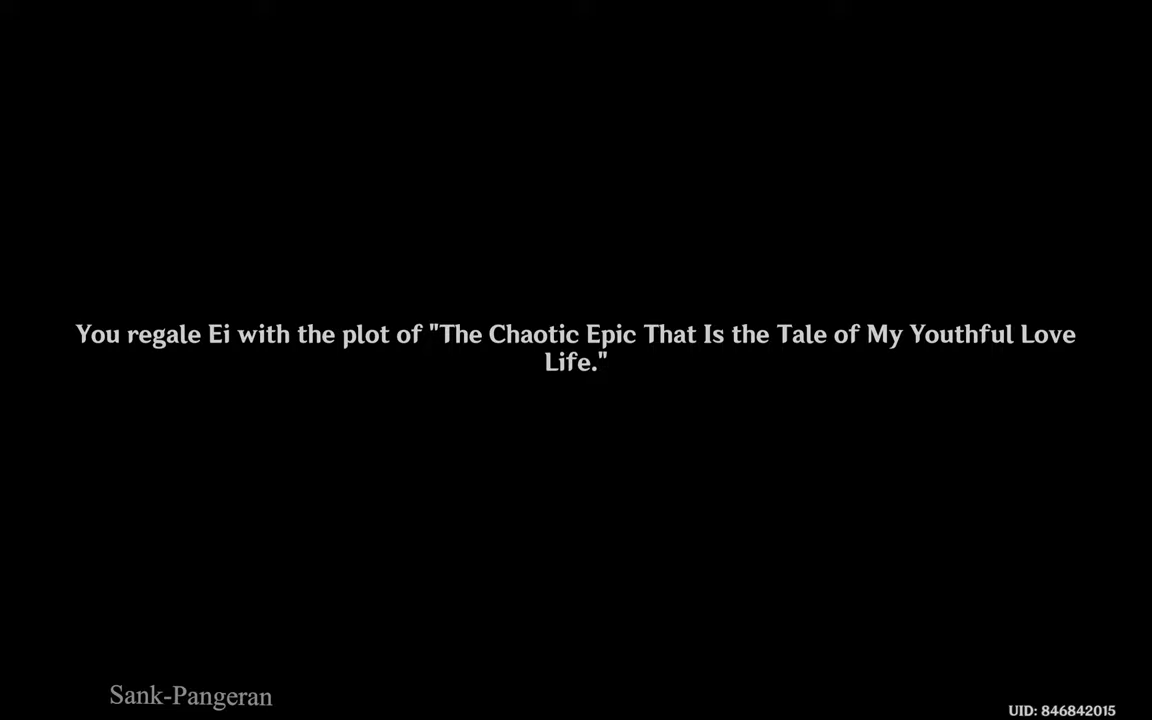 You regale Ei with the plot of "The Chaotic Epic That Is the Tale of My Youthful Love
Life."
Sank-Pangeran
UID: 846842015